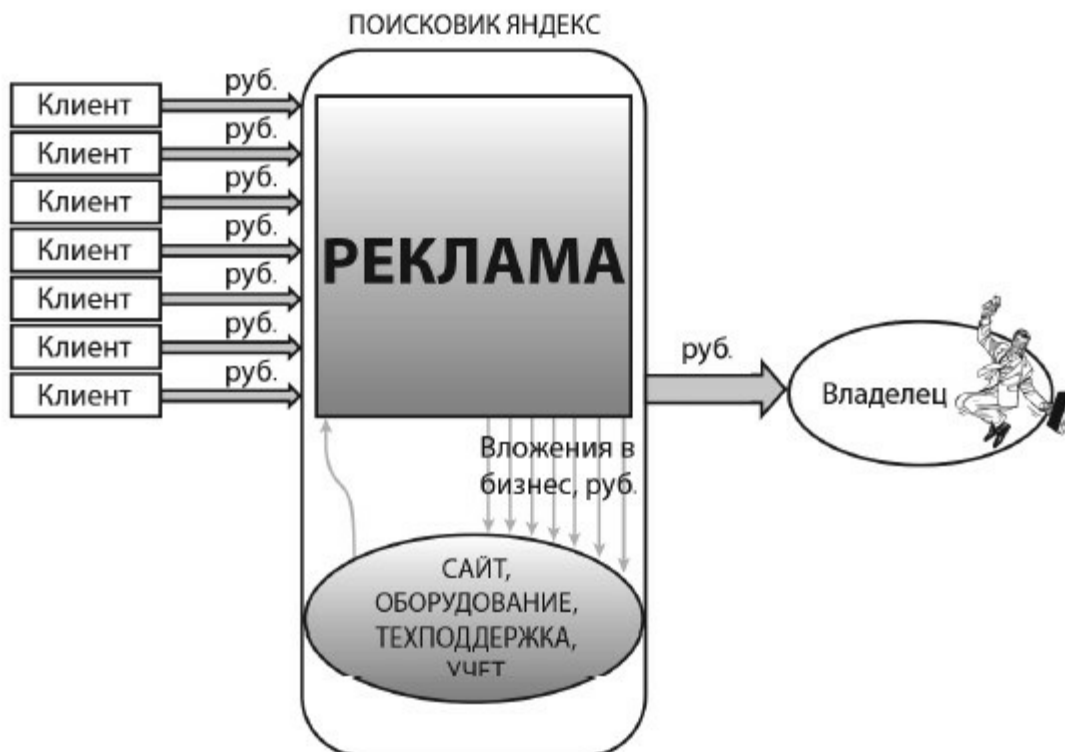 ПОИСКОВИК ЯНДЕКС
Клиент
руб.
Клиент
руб.
Клиент
руб.
Клиент
руб.
Клиент
руб.
Клиент
руб.
Клиент
руб.
РЕКЛАМА
руб.
Владелец
Вложения в
бизнес, руб.
САЙТ,
ОБОРУДОВАНИЕ,
ТЕХПОДДЕРЖКА,
УЧЕТ